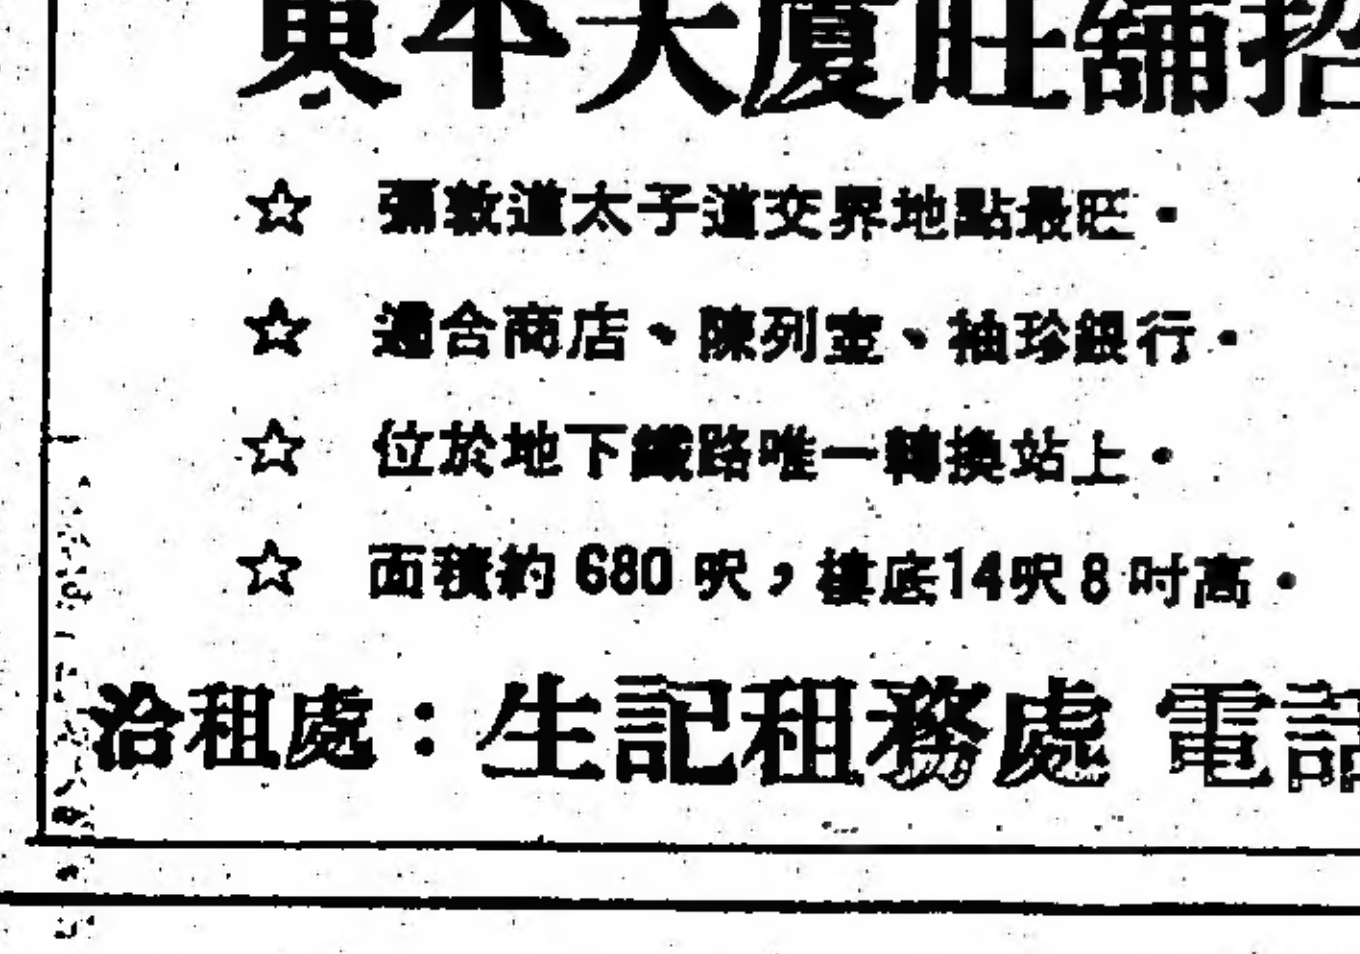 大廈旺舖招
☆ 彌敦道太子道交界地點最旺。
☆ 適合商店、陳列室、袖珍銀行。
☆ 位於地下鐵路唯一轉換站上。
☆ 面積約 680 呎，樓底14呎8吋高。
洽租處：生記租務處 電話